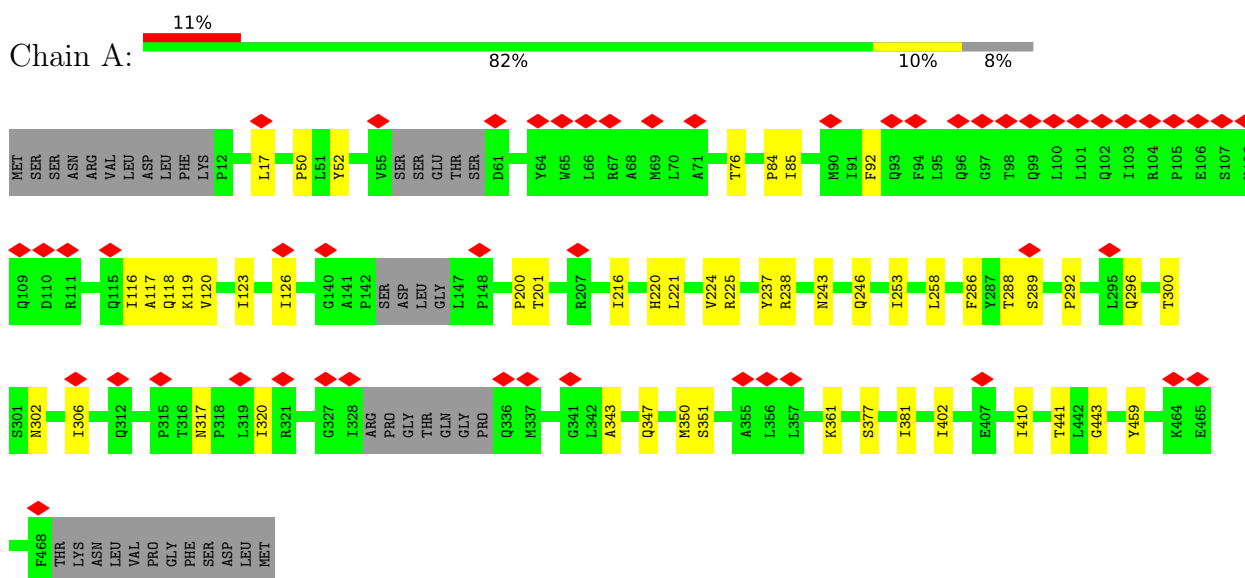 11%
Chain A:
82% 10% 8%
MET SER SER ASN ARG VAL LEU ASP LEU PHE LYS P12 L17 P50 L51 Y52 V55 SER SER GLU THR SER D61 Y64 W65 L66 R67 A68 M69 L70 A71 T76 P84 I85 M90 I91 F92 Q93 F94 L95 Q96 G97 T98 Q99 L100 L101 Q102 I103 R104 P105 E106 S107
Q109 D110 R111 Q115 I116 A117 Q118 K119 V120 I123 I126 G140 A141 P142 SER ASP LEU GLY L147 P148 P200 T201 R207 I216 H220 L221 V224 R225 Y237 R238 N243 Q246 I253 L258 F286 Y287 T288 S289 P292 L295 Q296 T300
S301 N302 I306 Q312 P315 T316 N317 P318 L319 I320 R321 G327 I328 ARG PRO GLY THR GLN GLY PRO Q336 M337 G341 L342 A343 Q347 M350 S351 A355 L356 L357 K361 S377 I381 I402 E407 I410 T441 L442 G443 Y459 K464 E465
F468 THR LYS ASN LEU VAL PRO GLY PHE SER ASP LEU MET